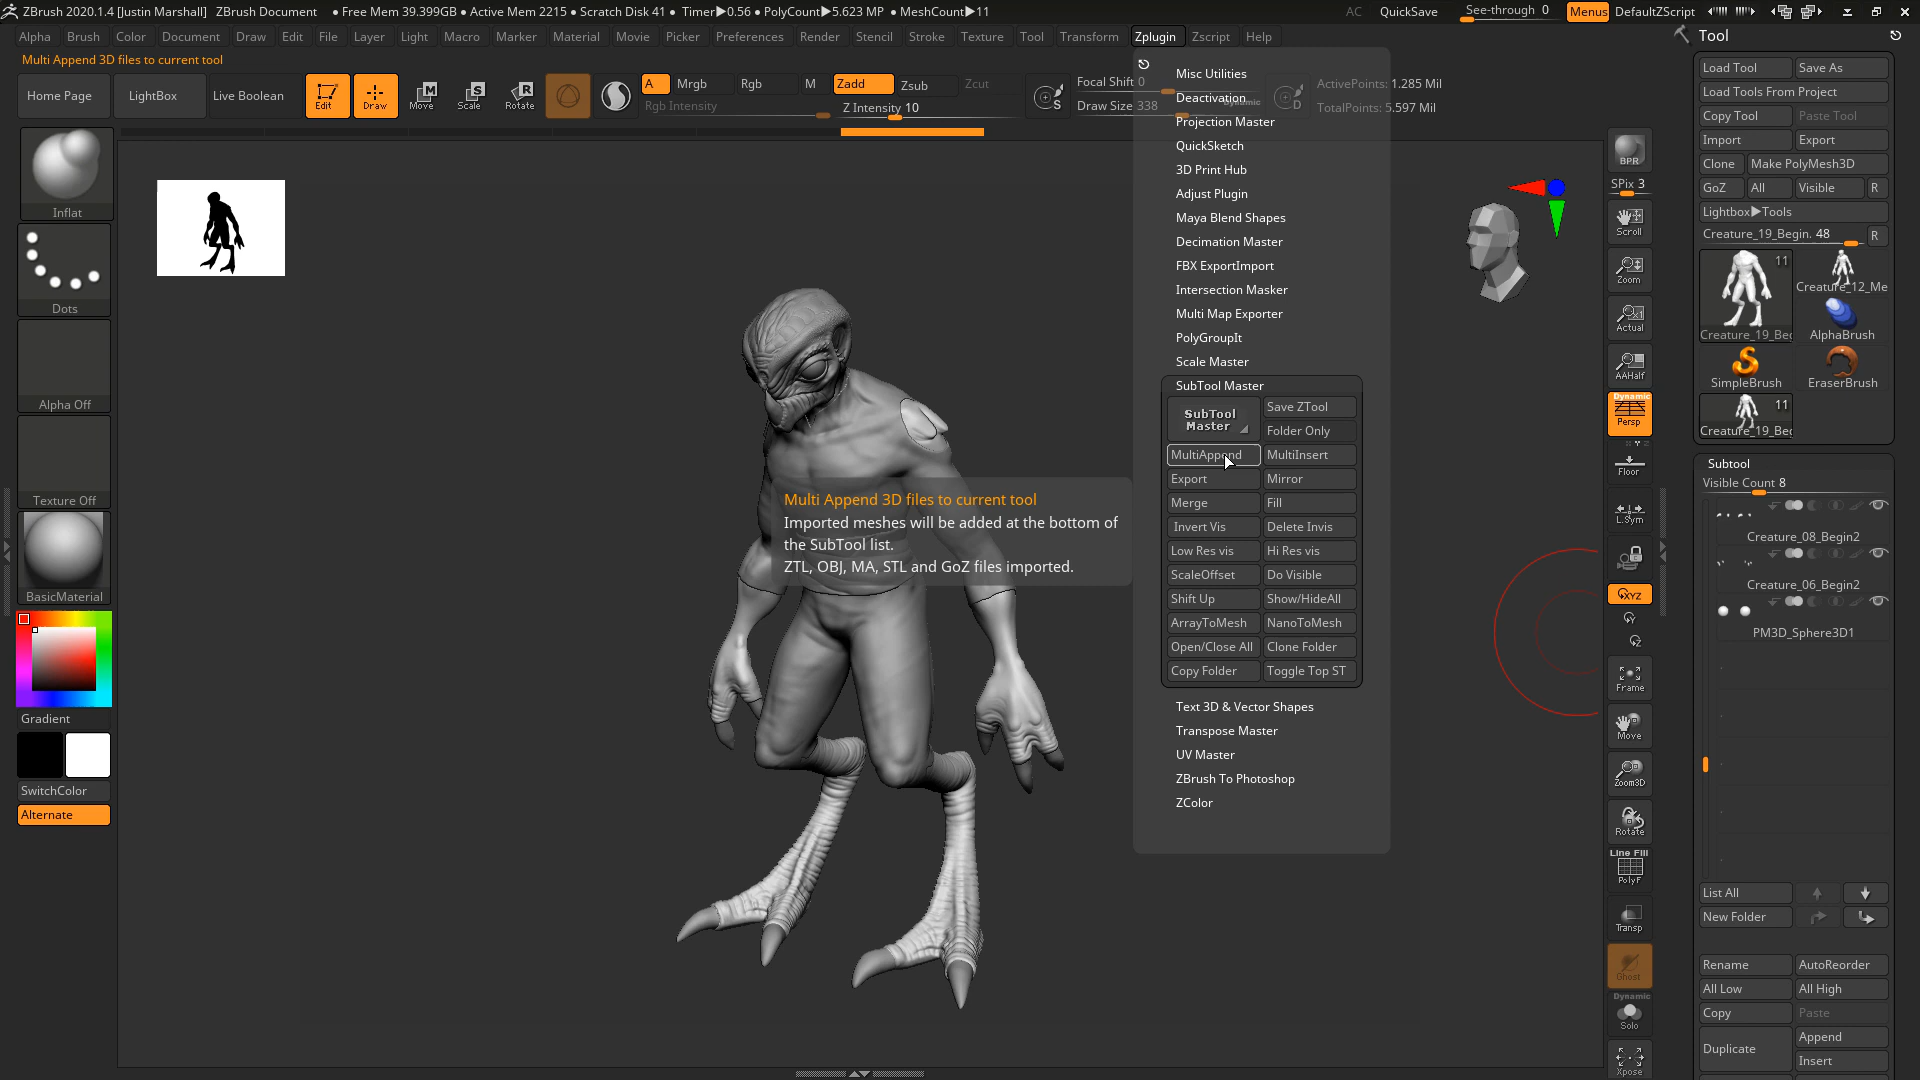 ZBrush 2020.1.4 [Justin Marshall] ZBrush Document • Free Mem 39.399GB • Active Mem 2215 • Scratch Disk 41 • Timer▶0.56 • PolyCount▶5.623 MP • MeshCount▶11 AC QuickSave See-through 0 Menus DefaultZScript
Alpha Brush Color Document Draw Edit File Layer Light Macro Marker Material Movie Picker Preferences Render Stencil Stroke Texture Tool Transform Zplugin Zscript Help
Multi Append 3D files to current tool
Home Page LightBox Live Boolean
Edit Draw Move Scale Rotate
A Mrgb Rgb M Zadd Zsub Zcut
Rgb Intensity Z Intensity 10
Focal Shift 0
Draw Size 338 Dynamic
ActivePoints: 1.285 Mil
TotalPoints: 5.597 Mil
Inflat
Dots
Alpha Off
Texture Off
BasicMaterial
Gradient
SwitchColor
Alternate
Misc Utilities
Deactivation
Projection Master
QuickSketch
3D Print Hub
Adjust Plugin
Maya Blend Shapes
Decimation Master
FBX ExportImport
Intersection Masker
Multi Map Exporter
PolyGroupIt
Scale Master
SubTool Master
SubTool Master
Save ZTool
Folder Only
MultiAppend MultiInsert
Export Mirror
Merge Fill
Invert Vis Delete Invis
Low Res vis Hi Res vis
ScaleOffset Do Visible
Shift Up Show/HideAll
ArrayToMesh NanoToMesh
Open/Close All Clone Folder
Copy Folder Toggle Top ST
Text 3D & Vector Shapes
Transpose Master
UV Master
ZBrush To Photoshop
ZColor
Multi Append 3D files to current tool
Imported meshes will be added at the bottom of
the SubTool list.
ZTL, OBJ, MA, STL and GoZ files imported.
BPR
SPix 3
Scroll
Zoom
Actual
AAHalf
Dynamic
Persp
Floor
L.Sym
XYZ
Y
Z
Frame
Move
Zoom3D
Rotate
Line Fill
PolyF
Transp
Ghost
Dynamic
Solo
Xpose
Tool
Load Tool Save As
Load Tools From Project
Copy Tool Paste Tool
Import Export
Clone Make PolyMesh3D
GoZ All Visible R
Lightbox▶Tools
Creature_19_Begin. 48 R
11
Creature_19_Beg Creature_12_Me
AlphaBrush
SimpleBrush EraserBrush
11
Creature_19_Beg
Subtool
Visible Count 8
Creature_08_Begin2
Creature_06_Begin2
PM3D_Sphere3D1
List All
New Folder
Rename AutoReorder
All Low All High
Copy Paste
Duplicate Append
Insert